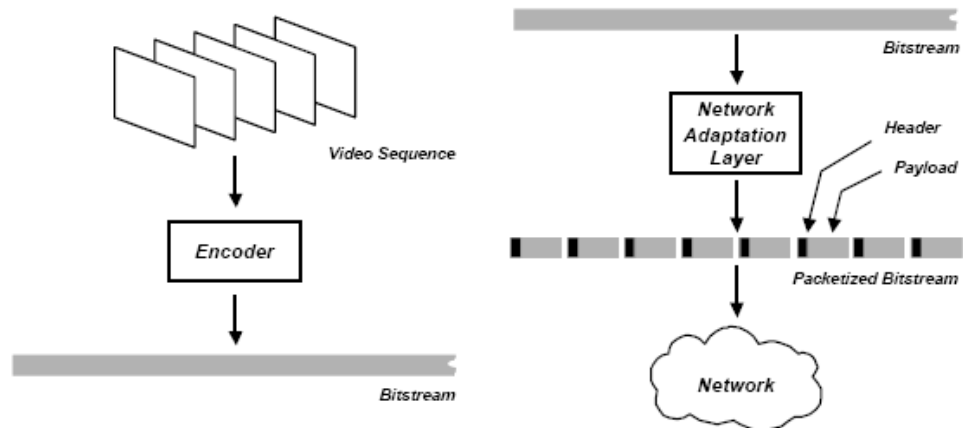 Video Sequence
Encoder
Bitstream
Bitstream
Network
Adaptation
Layer
Header
Payload
Packetized Bitstream
Network